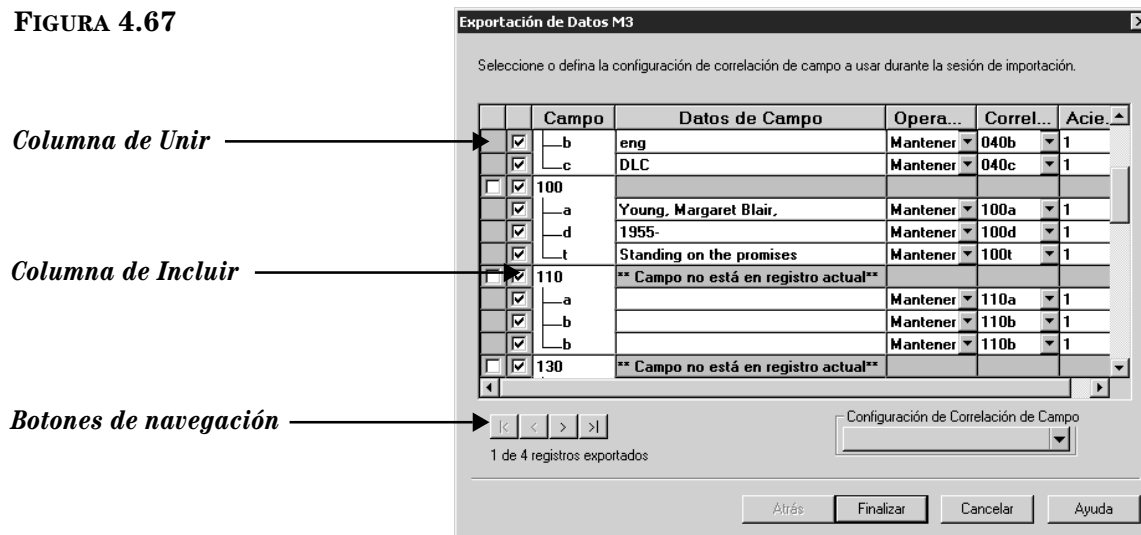 FIGURA 4.67
Exportación de Datos M3
Seleccione o defina la configuración de correlación de campo a usar durante la sesión de importación.
Campo Datos de Campo Opera... Correl... Acie.
Columna de Unir
b eng Mantener 040b 1
c DLC Mantener 040c 1
100
a Young, Margaret Blair, Mantener 100a 1
d 1955- Mantener 100d 1
t Standing on the promises Mantener 100t 1
Columna de Incluir
110 ** Campo no está en registro actual**
a Mantener 110a 1
b Mantener 110b 1
b Mantener 110b 1
130 ** Campo no está en registro actual**
Botones de navegación
Configuración de Correlación de Campo
1 de 4 registros exportados
Atrás Finalizar Cancelar Ayuda